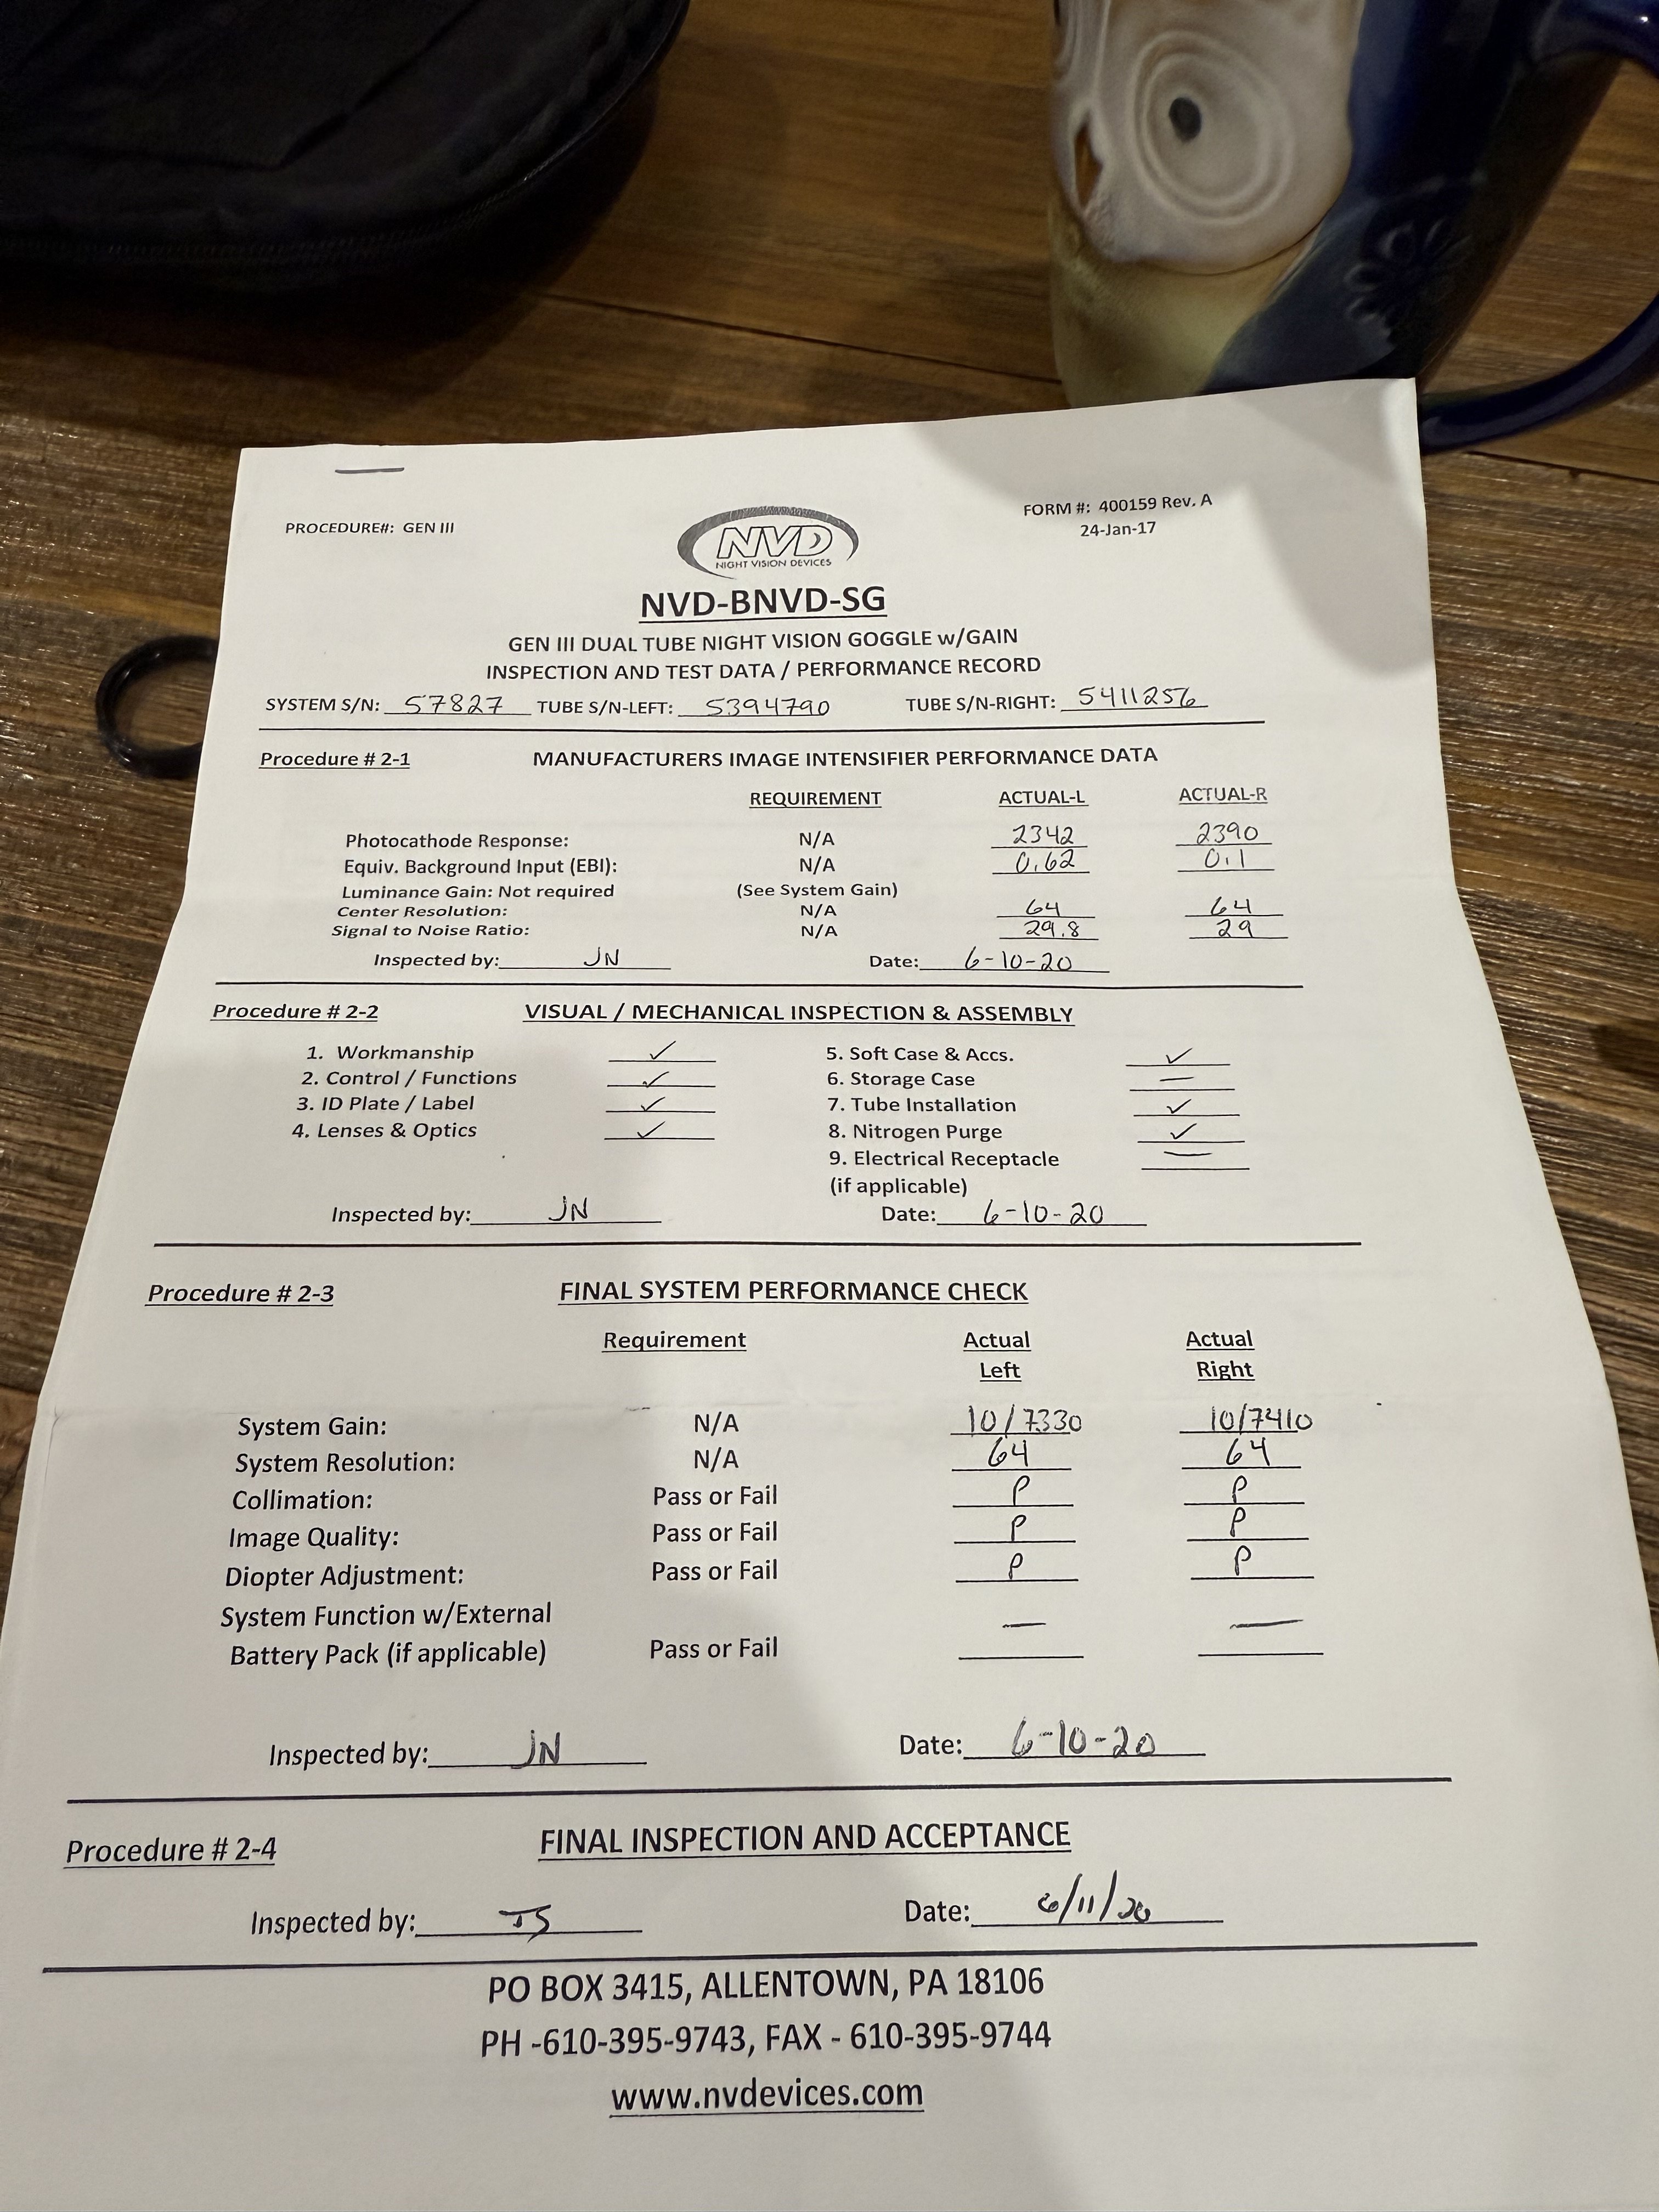 PROCEDURE#: GEN III
FORM #: 400159 Rev. A
24-Jan-17
NVD
NIGHT VISION DEVICES
NVD-BNVD-SG
GEN III DUAL TUBE NIGHT VISION GOGGLE w/GAIN
INSPECTION AND TEST DATA / PERFORMANCE RECORD
SYSTEM S/N: 57827 TUBE S/N-LEFT: 5394790 TUBE S/N-RIGHT: 5411256
Procedure # 2-1 MANUFACTURERS IMAGE INTENSIFIER PERFORMANCE DATA
REQUIREMENT ACTUAL-L ACTUAL-R
Photocathode Response: N/A 2342 2390
Equiv. Background Input (EBI): N/A 0.62 0.1
Luminance Gain: Not required (See System Gain)
Center Resolution: N/A 64 64
Signal to Noise Ratio: N/A 29.8 29
Inspected by: JN Date: 6-10-20
Procedure # 2-2 VISUAL / MECHANICAL INSPECTION & ASSEMBLY
1. Workmanship ✓ 5. Soft Case & Accs. ✓
2. Control / Functions ✓ 6. Storage Case —
3. ID Plate / Label ✓ 7. Tube Installation ✓
4. Lenses & Optics ✓ 8. Nitrogen Purge ✓
9. Electrical Receptacle —
(if applicable)
Inspected by: JN Date: 6-10-20
Procedure # 2-3 FINAL SYSTEM PERFORMANCE CHECK
Requirement Actual Actual
Left Right
System Gain: N/A 10/7330 10/7410
System Resolution: N/A 64 64
Collimation: Pass or Fail P P
Image Quality: Pass or Fail P P
Diopter Adjustment: Pass or Fail P P
System Function w/External — —
Battery Pack (if applicable) Pass or Fail
Inspected by: JN Date: 6-10-20
Procedure # 2-4 FINAL INSPECTION AND ACCEPTANCE
Inspected by: TS Date: 6/11/20
PO BOX 3415, ALLENTOWN, PA 18106
PH -610-395-9743, FAX - 610-395-9744
www.nvdevices.com